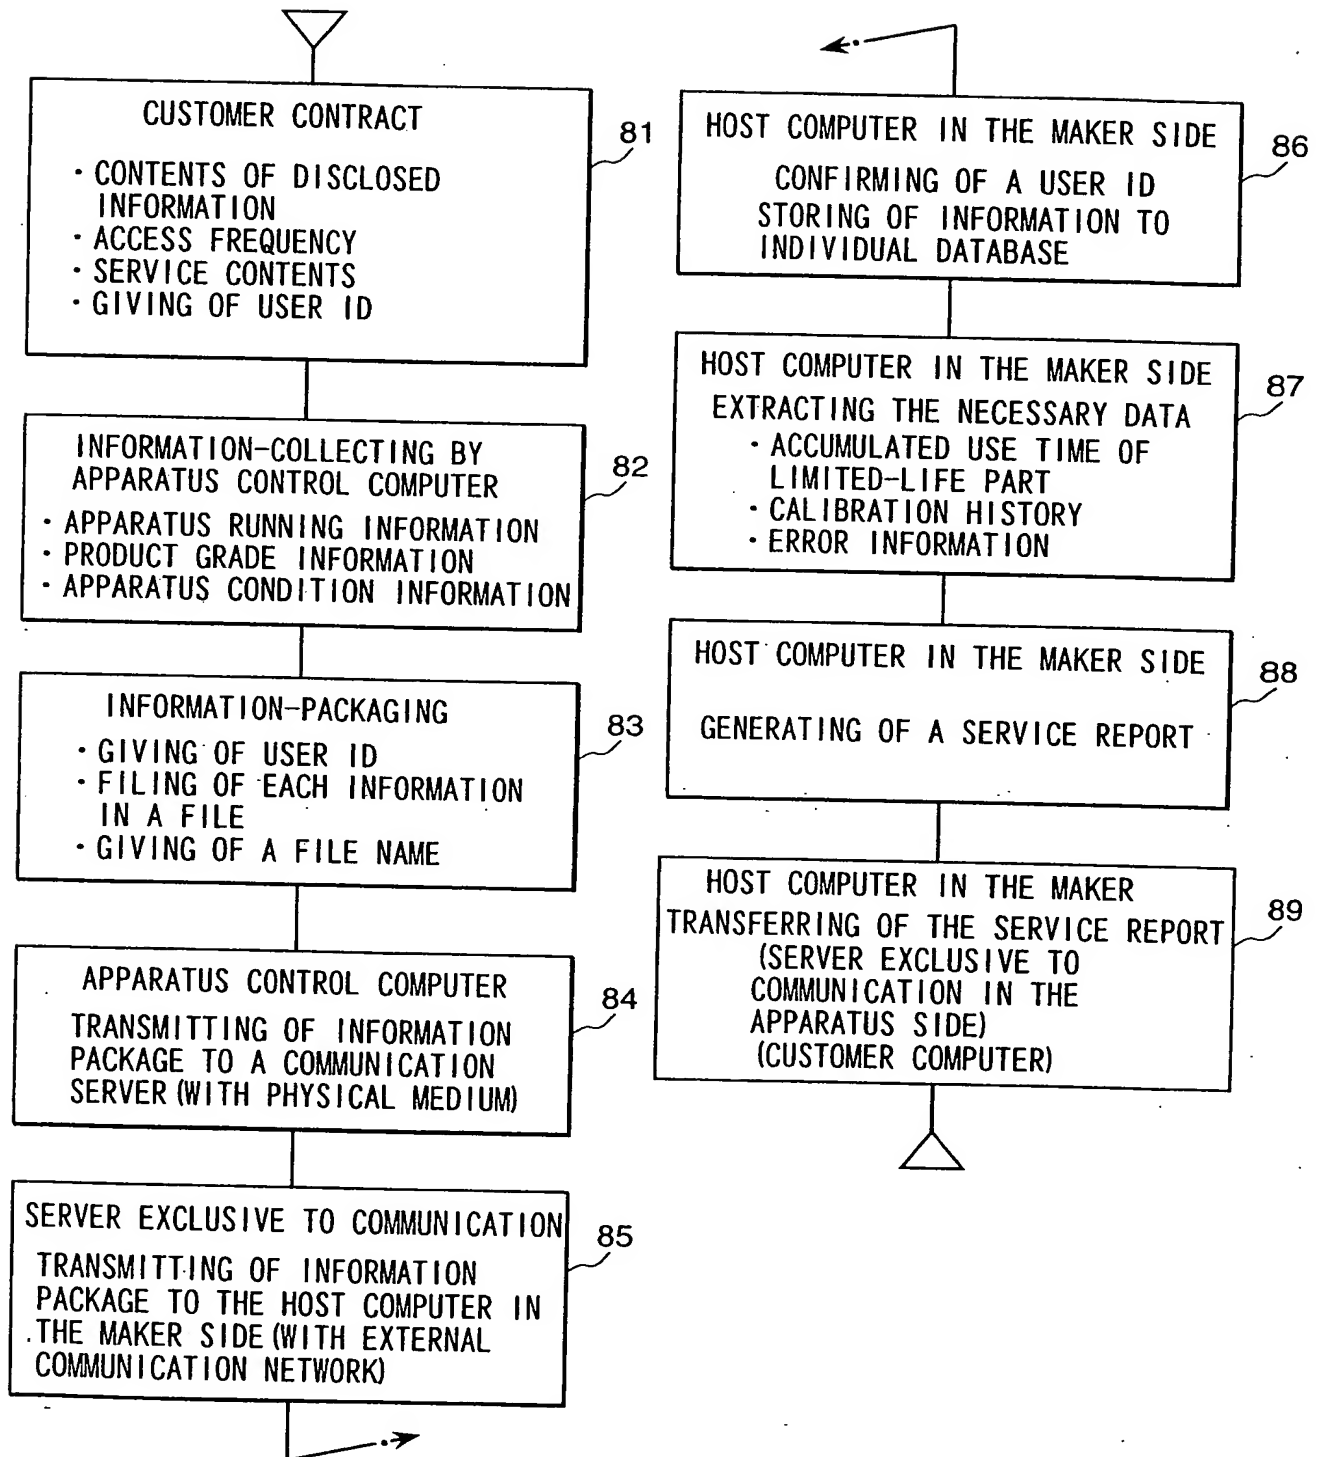 CUSTOMER CONTRACT
· CONTENTS OF DISCLOSED
INFORMATION
· ACCESS FREQUENCY
· SERVICE CONTENTS
· GIVING OF USER ID
81
INFORMATION-COLLECTING BY
APPARATUS CONTROL COMPUTER
· APPARATUS RUNNING INFORMATION
· PRODUCT GRADE INFORMATION
· APPARATUS CONDITION INFORMATION
82
INFORMATION-PACKAGING
· GIVING OF USER ID
· FILING OF EACH INFORMATION
IN A FILE
· GIVING OF A FILE NAME
83
APPARATUS CONTROL COMPUTER
TRANSMITTING OF INFORMATION
PACKAGE TO A COMMUNICATION
SERVER (WITH PHYSICAL MEDIUM)
84
SERVER EXCLUSIVE TO COMMUNICATION
TRANSMITTING OF INFORMATION
PACKAGE TO THE HOST COMPUTER IN
THE MAKER SIDE (WITH EXTERNAL
COMMUNICATION NETWORK)
85
HOST COMPUTER IN THE MAKER SIDE
CONFIRMING OF A USER ID
STORING OF INFORMATION TO
INDIVIDUAL DATABASE
86
HOST COMPUTER IN THE MAKER SIDE
EXTRACTING THE NECESSARY DATA
· ACCUMULATED USE TIME OF
LIMITED-LIFE PART
· CALIBRATION HISTORY
· ERROR INFORMATION
87
HOST COMPUTER IN THE MAKER SIDE
GENERATING OF A SERVICE REPORT
88
HOST COMPUTER IN THE MAKER
TRANSFERRING OF THE SERVICE REPORT
(SERVER EXCLUSIVE TO
COMMUNICATION IN THE
APPARATUS SIDE)
(CUSTOMER COMPUTER)
89